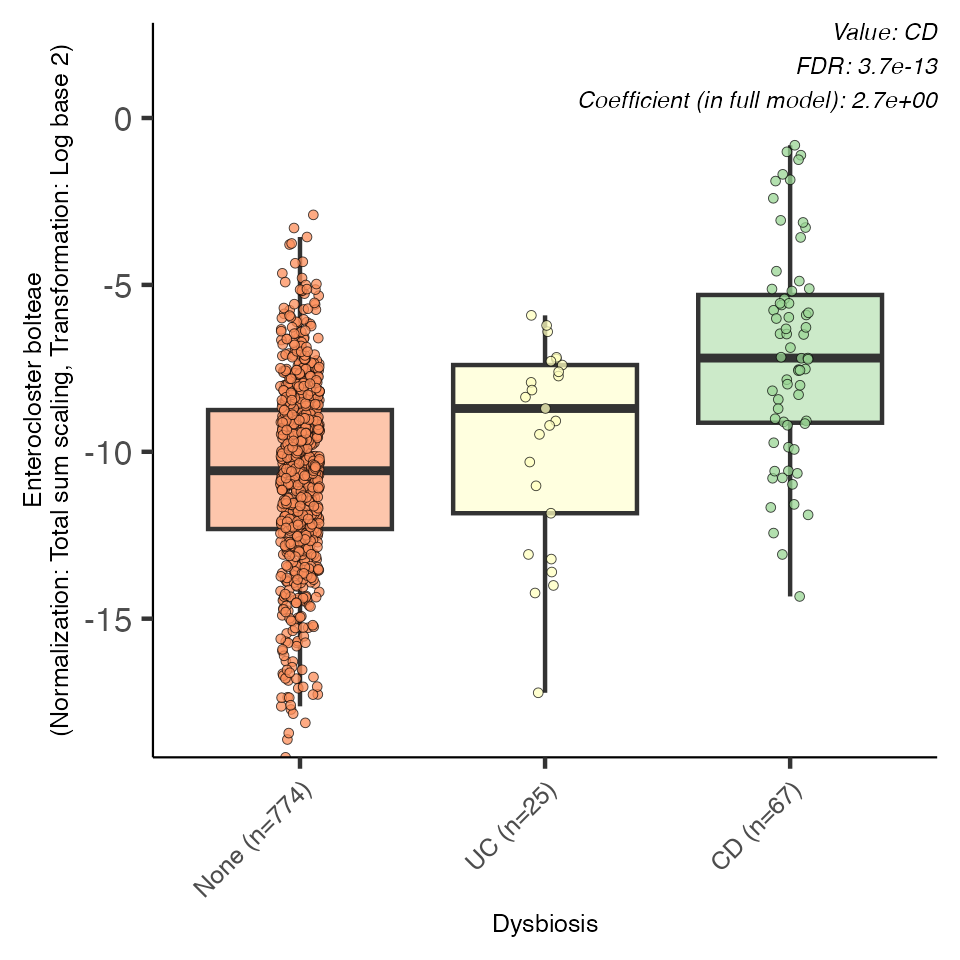 Value: CD
FDR: 3.7e-13
Coefficient (in full model): 2.7e+00
Enterocloster bolteae
(Normalization: Total sum scaling, Transformation: Log base 2)
0
-5
-10
-15
None (n=774)
UC (n=25)
CD (n=67)
Dysbiosis